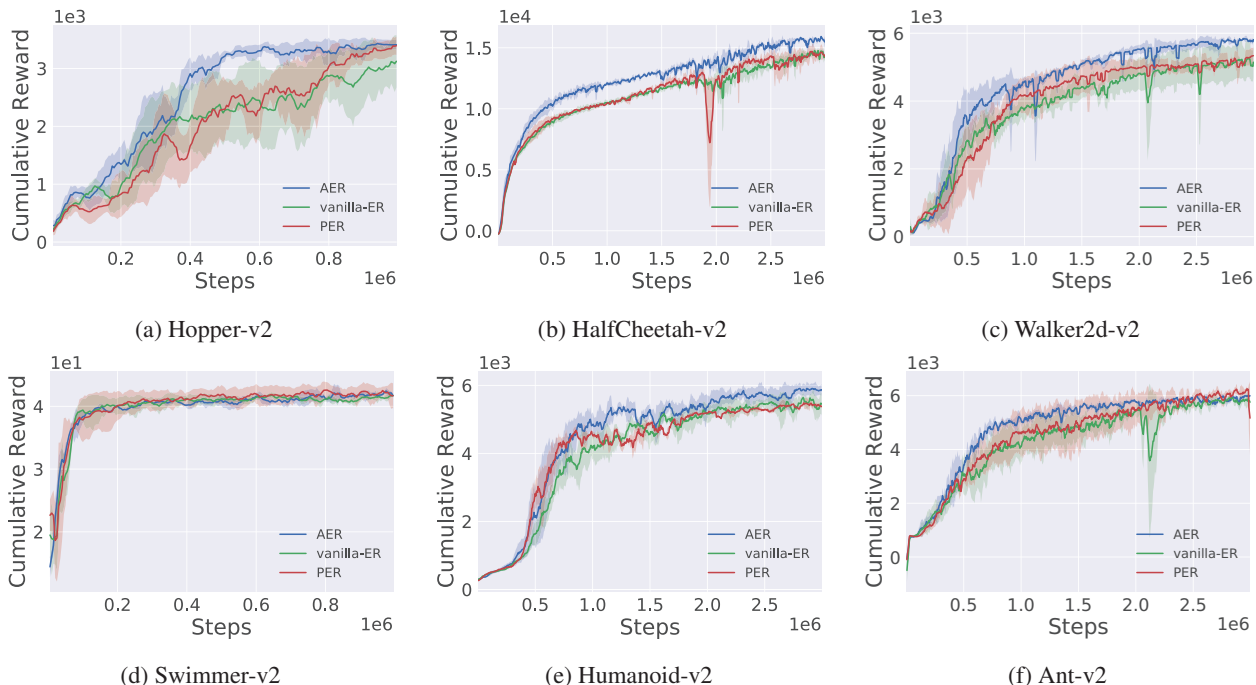 1e3
Cumulative Reward
3
2
1
0
AER
vanilla-ER
PER
0.2 0.4 0.6 0.8
Steps 1e6
(a) Hopper-v2
1e4
Cumulative Reward
1.5
1.0
0.5
0.0
AER
vanilla-ER
PER
0.5 1.0 1.5 2.0 2.5
Steps 1e6
(b) HalfCheetah-v2
1e3
Cumulative Reward
6
4
2
0
AER
vanilla-ER
PER
0.5 1.0 1.5 2.0 2.5
Steps 1e6
(c) Walker2d-v2
1e1
Cumulative Reward
4
3
2
AER
vanilla-ER
PER
0.2 0.4 0.6 0.8
Steps 1e6
(d) Swimmer-v2
1e3
Cumulative Reward
6
4
2
0
AER
vanilla-ER
PER
0.5 1.0 1.5 2.0 2.5
Steps 1e6
(e) Humanoid-v2
1e3
Cumulative Reward
6
4
2
0
AER
vanilla-ER
PER
0.5 1.0 1.5 2.0 2.5
Steps 1e6
(f) Ant-v2